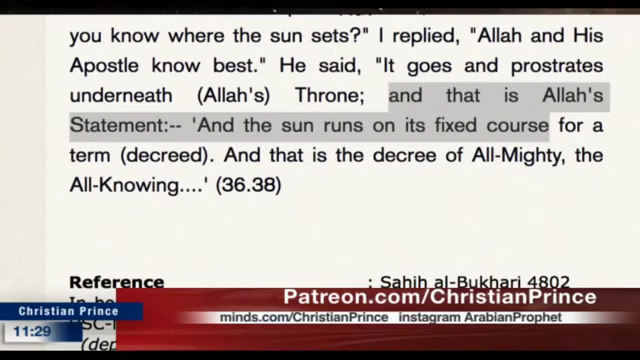 you know where the sun sets?" I replied, "Allah and His
Apostle know best." He said, "It goes and prostrates
underneath (Allah's) Throne; and that is Allah's
Statement:-- 'And the sun runs on its fixed course for a
term (decreed). And that is the decree of All-Mighty, the
All-Knowing....' (36.38)
Reference : Sahih al-Bukhari 4802
Patreon.com/ChristianPrince
Christian Prince
minds.com/ChristianPrince instagram ArabianProphet
11:29